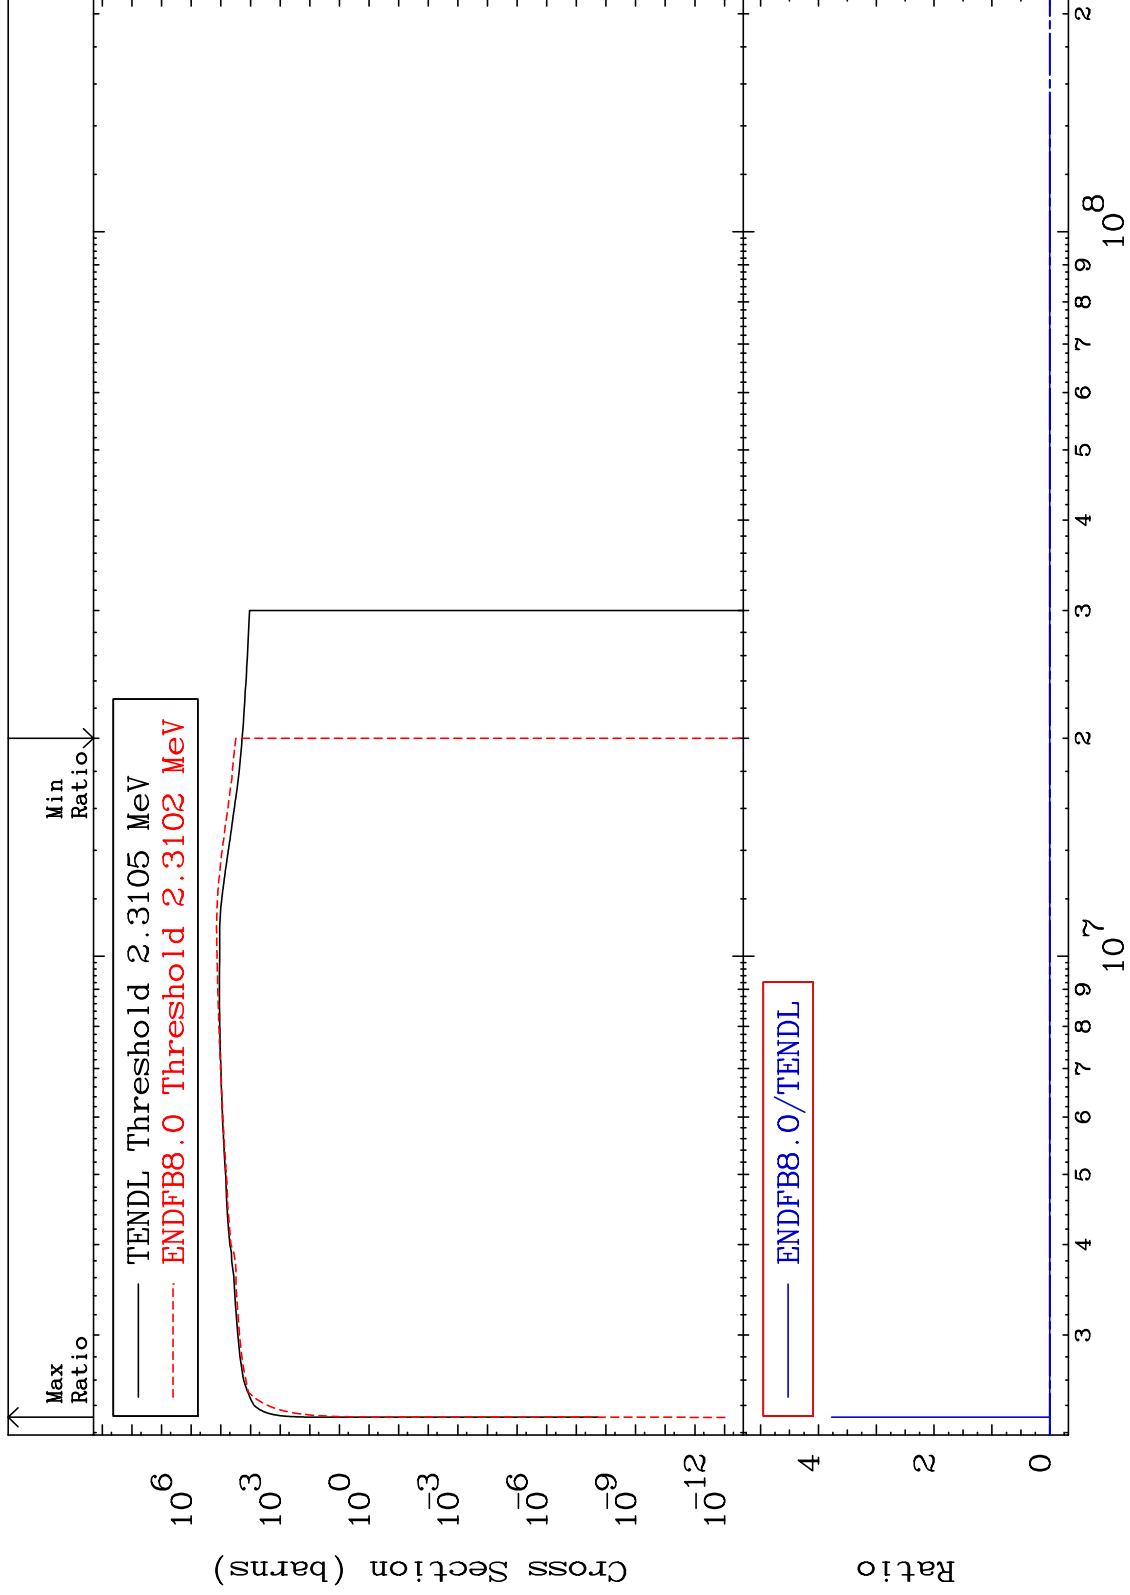 Max
Ratio
Min
Ratio
TENDL Threshold 2.3105 MeV
ENDFB8.0 Threshold 2.3102 MeV
Cross Section (barns)
10^6
10^3
10^0
10^-3
10^-6
10^-9
10^-12
ENDFB8.0/TENDL
Ratio
4
2
0
3 4 5 6 7 8 9 10^7 2 3 4 5 6 7 8 9 10^8 2